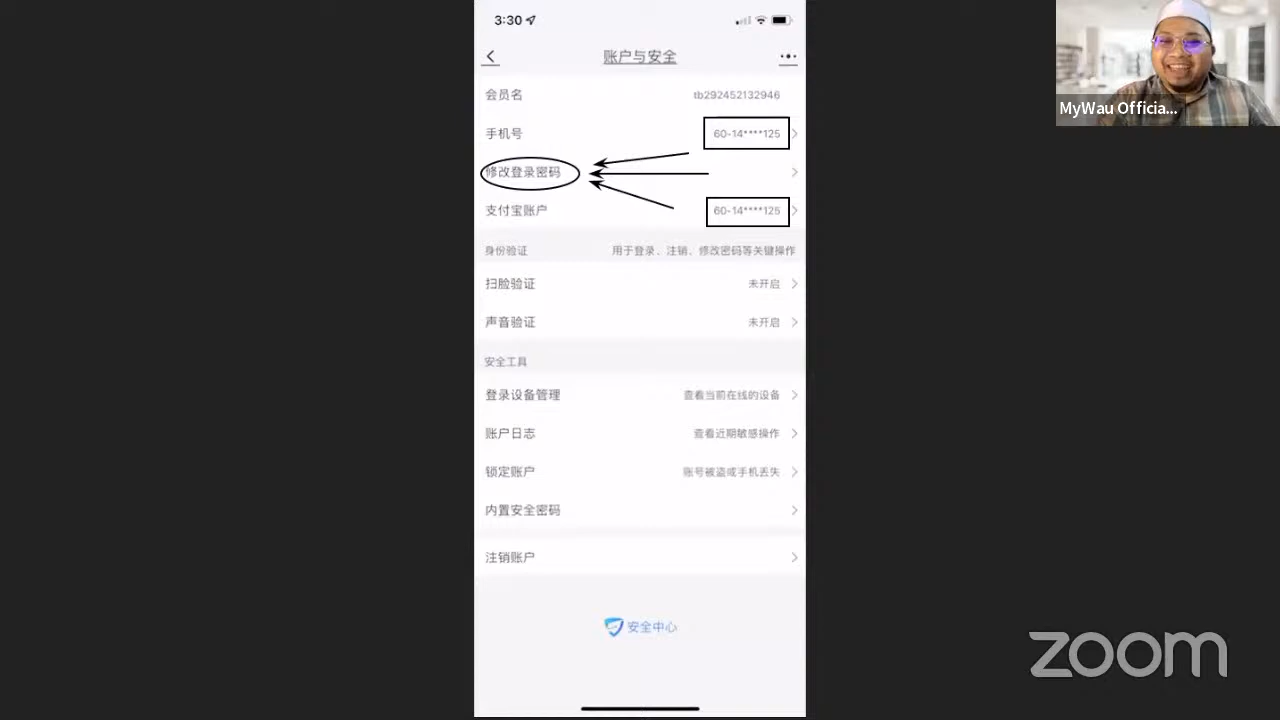 3:30
账户与安全
会员名 tb292452132946
手机号 60-14****125
修改登录密码
支付宝账户 60-14****125
身份验证 用于登录、注销、修改密码等关键操作
扫脸验证 未开启
声音验证 未开启
安全工具
登录设备管理 查看当前在线的设备
账户日志 查看近期敏感操作
锁定账户 账号被盗或手机丢失
内置安全密码
注销账户
安全中心
MyWau Officia...
zoom